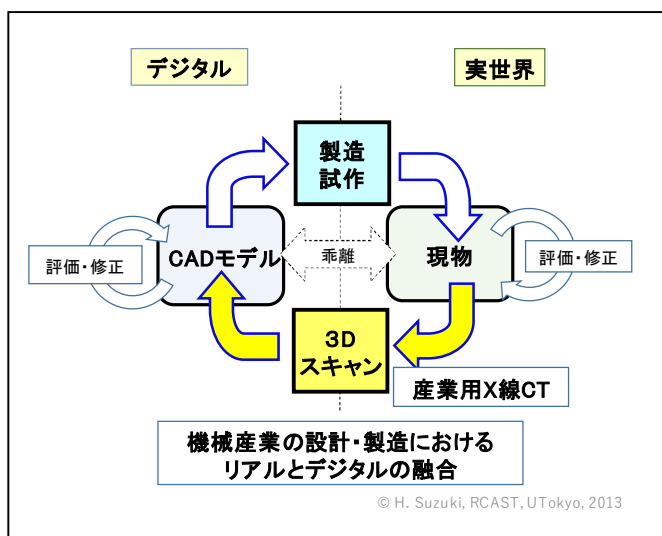 デジタル
実世界
製造
試作
評価・修正
CADモデル
乖離
現物
評価・修正
3D
スキャン
産業用X線CT
機械産業の設計・製造における
リアルとデジタルの融合
© H. Suzuki, RCAST, UTokyo, 2013